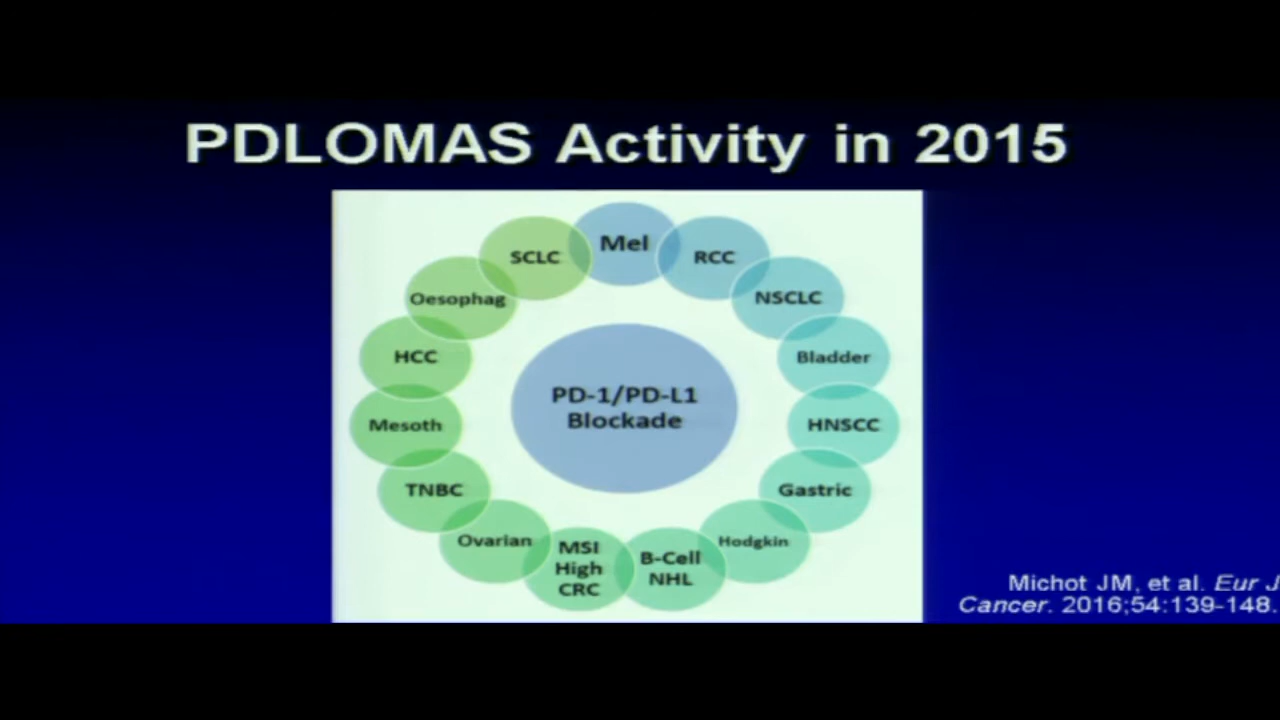 PDLOMAS Activity in 2015
Mel
RCC
NSCLC
Bladder
HNSCC
Gastric
Hodgkin
B-Cell
NHL
MSI
High
CRC
Ovarian
TNBC
Mesoth
HCC
Oesophag
SCLC
PD-1/PD-L1
Blockade
Michot JM, et al. Eur J
Cancer. 2016;54:139-148.